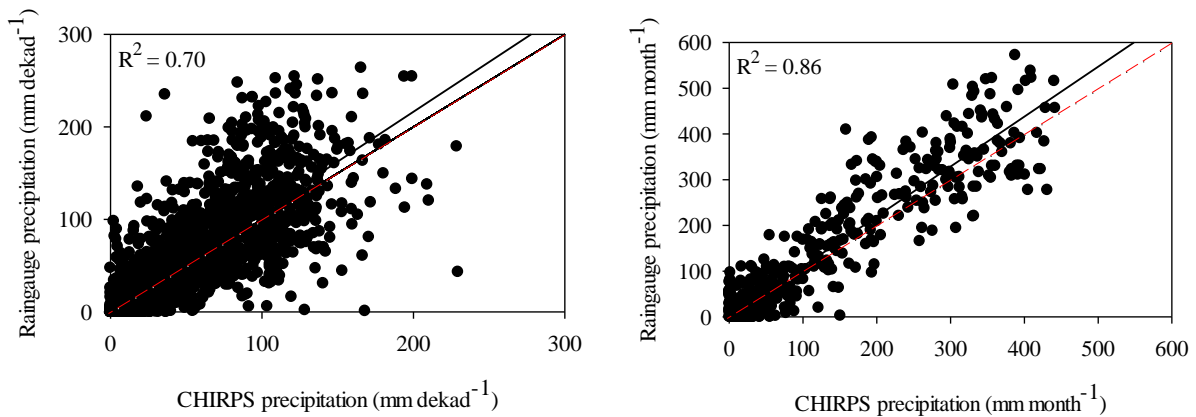 Raingauge precipitation (mm dekad⁻¹)
300
200
100
0
R² = 0.70
0 100 200 300
CHIRPS precipitation (mm dekad⁻¹)
Raingauge precipitation (mm month⁻¹)
600
500
400
300
200
100
0
R² = 0.86
0 100 200 300 400 500 600
CHIRPS precipitation (mm month⁻¹)